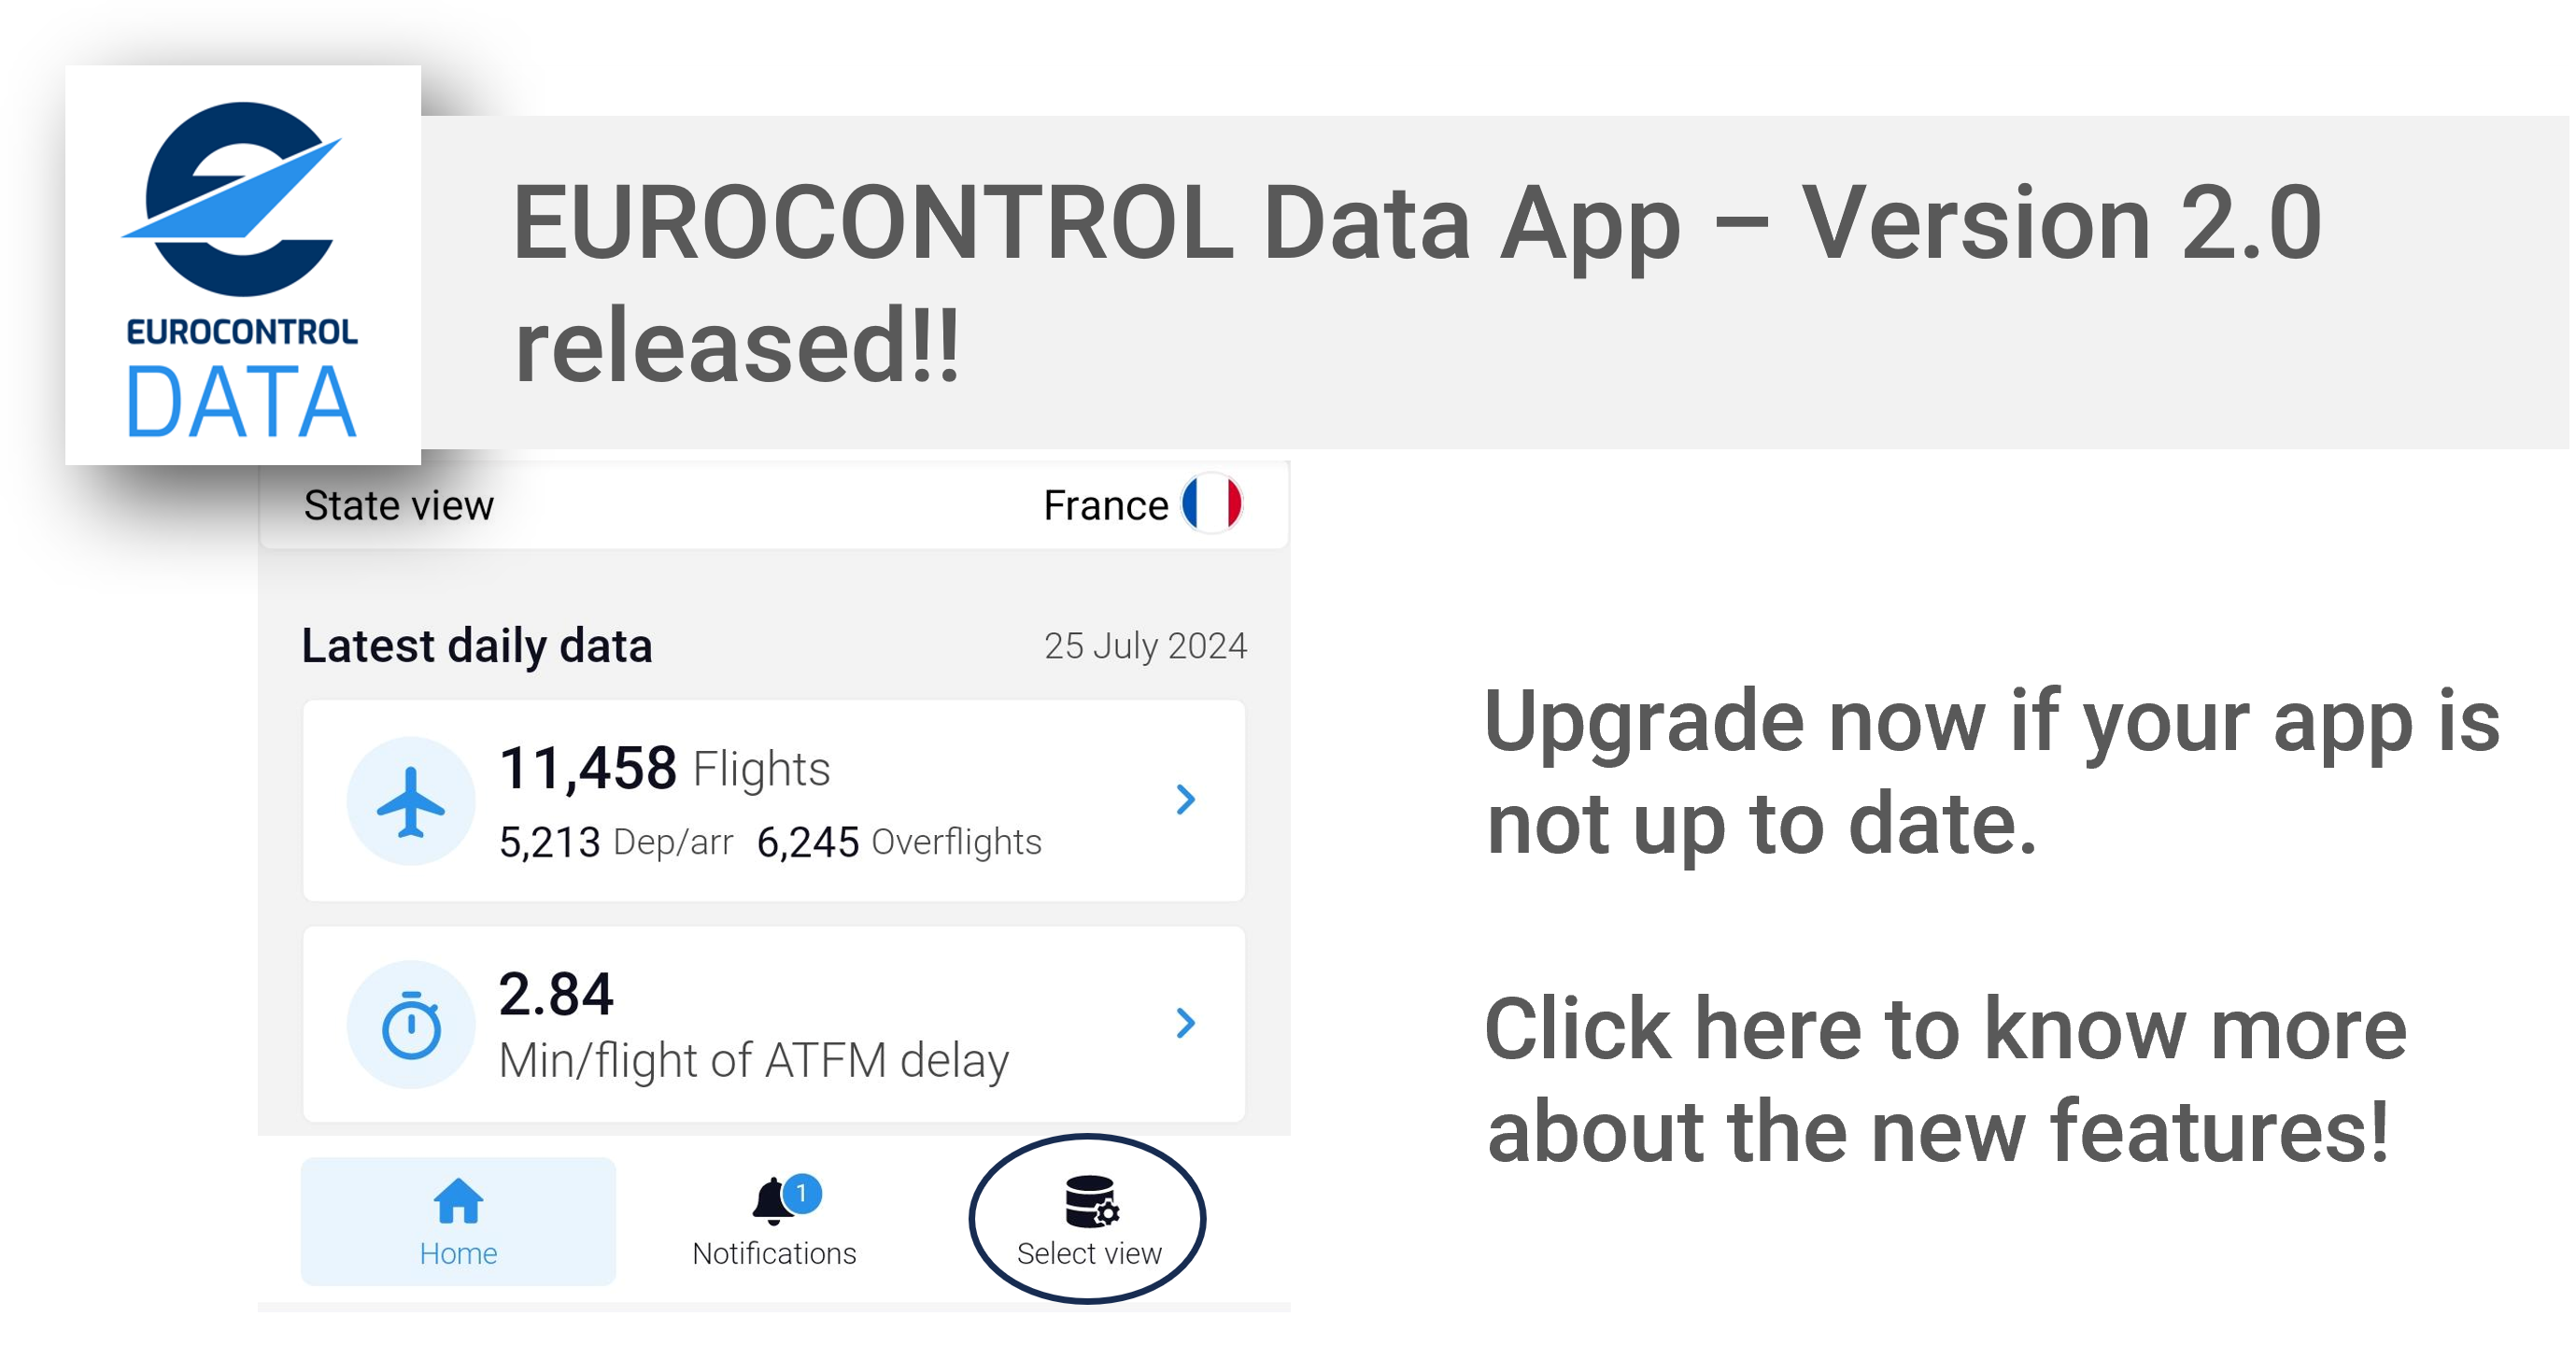 EUROCONTROL
DATA
EUROCONTROL Data App – Version 2.0
released!!
State view France
Latest daily data 25 July 2024
11,458 Flights
5,213 Dep/arr 6,245 Overflights
2.84
Min/flight of ATFM delay
1
Home Notifications Select view
Upgrade now if your app is
not up to date.
Click here to know more
about the new features!